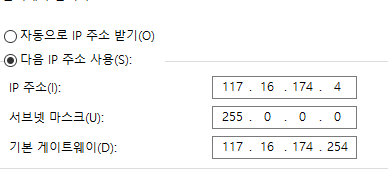 자동으로 IP 주소 받기(O)
다음 IP 주소 사용(S):
IP 주소(I): 117 . 16 . 174 . 4
서브넷 마스크(U): 255 . 0 . 0 . 0
기본 게이트웨이(D): 117 . 16 . 174 . 254